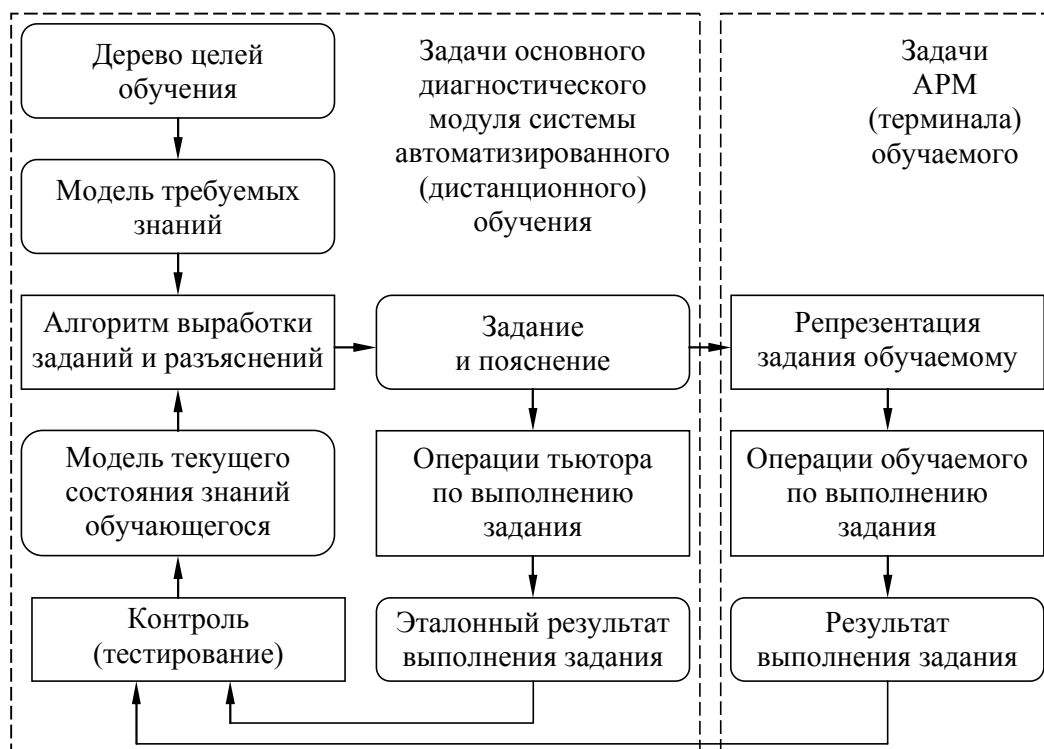 Дерево целей
обучения
Задачи основного
диагностического
модуля системы
автоматизированного
(дистанционного)
обучения
Задачи
АРМ
(терминала)
обучаемого
Модель требуемых
знаний
Алгоритм выработки
заданий и разъяснений
Задание
и пояснение
Репрезентация
задания обучаемому
Модель текущего
состояния знаний
обучающегося
Операции тьютора
по выполнению
задания
Операции обучаемого
по выполнению
задания
Контроль
(тестирование)
Эталонный результат
выполнения задания
Результат
выполнения задания